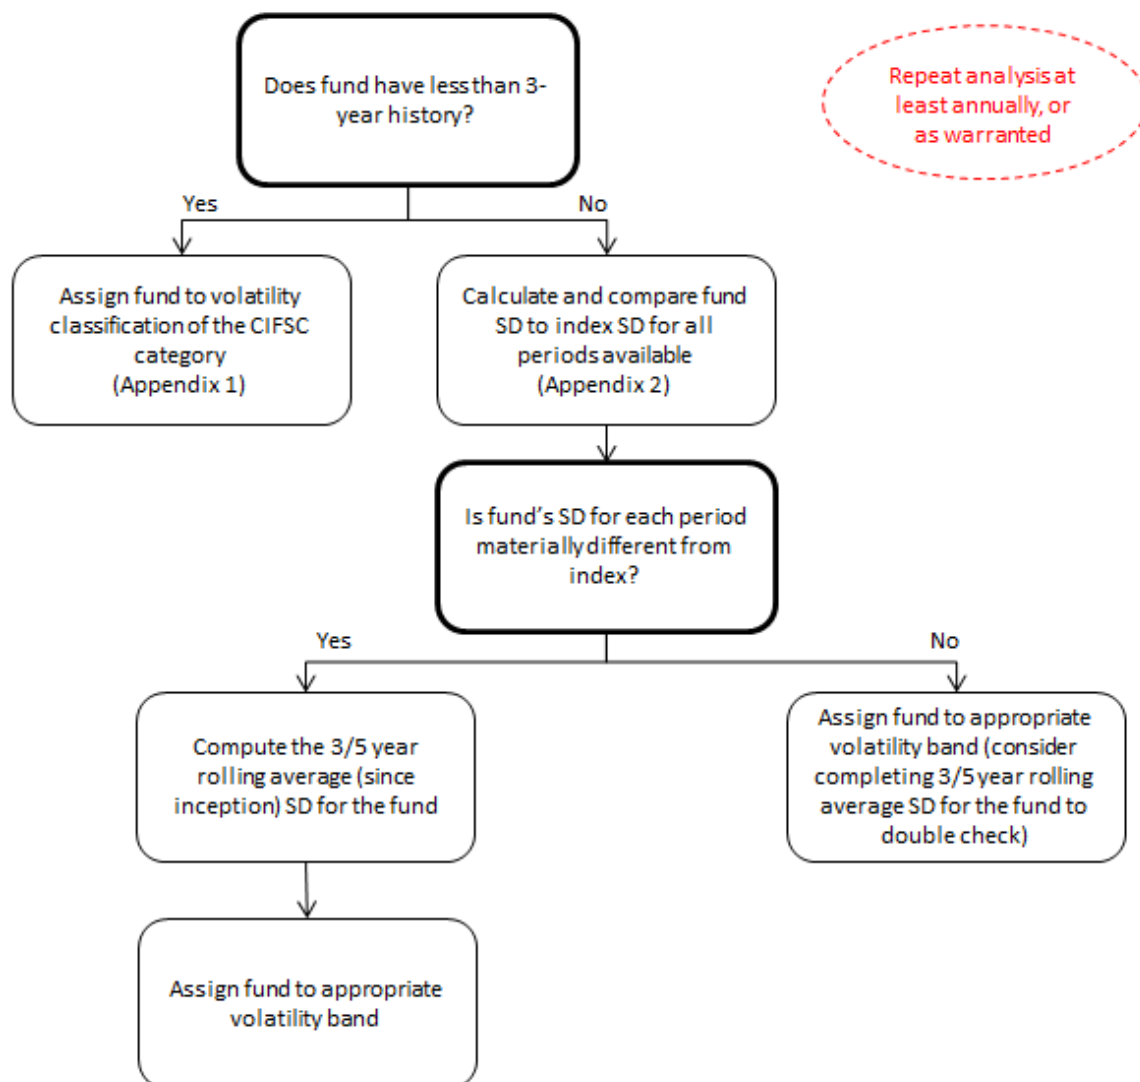 Does fund have less than 3-
year history?
Repeat analysis at
least annually, or
as warranted
Yes
No
Assign fund to volatility
classification of the CIFSC
category
(Appendix 1)
Calculate and compare fund
SD to index SD for all
periods available
(Appendix 2)
Is fund's SD for each period
materially different from
index?
Yes
No
Compute the 3/5 year
rolling average (since
inception) SD for the fund
Assign fund to appropriate
volatility band (consider
completing 3/5 year rolling
average SD for the fund to
double check)
Assign fund to appropriate
volatility band